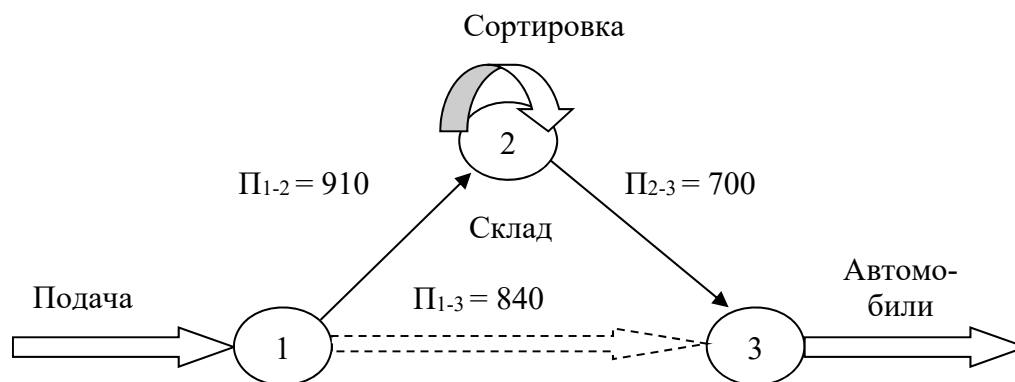 Сортировка
2
П1-2 = 910
П2-3 = 700
Склад
Автомо-
били
Подача
П1-3 = 840
1
3